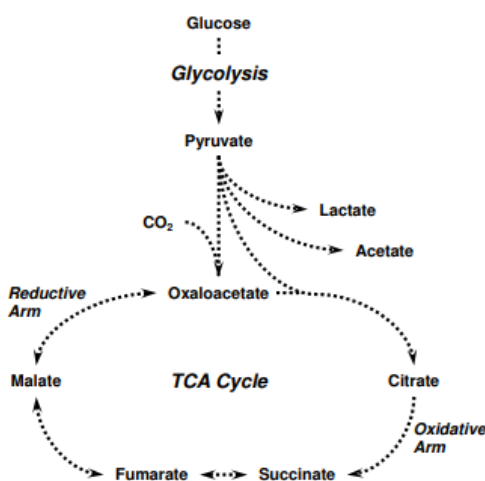 Glucose
Glycolysis
Pyruvate
Lactate
CO₂
Acetate
Reductive
Arm
Oxaloacetate
Malate
TCA Cycle
Citrate
Oxidative
Arm
Fumarate
Succinate